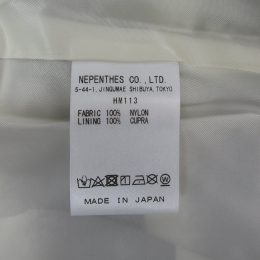 NEPENTHES CO., LTD.
5-44-1, JINGUMAE SHIBUYA, TOKYO
HM113
FABRIC 100% NYLON
LINING 100% CUPRA
MADE IN JAPAN